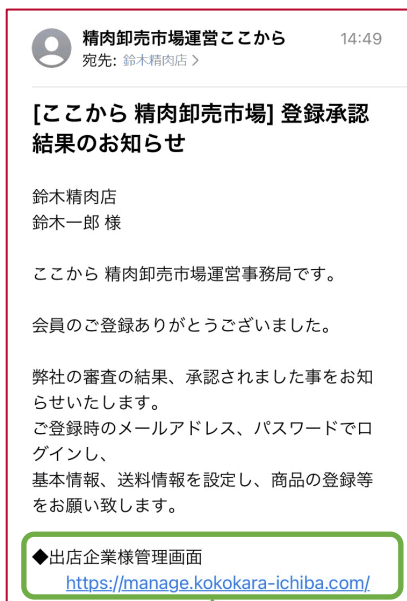 精肉卸売市場運営ここから 14:49
宛先: 鈴木精肉店 >
[ここから 精肉卸売市場] 登録承認
結果のお知らせ
鈴木精肉店
鈴木一郎 様
ここから 精肉卸売市場運営事務局です。
会員のご登録ありがとうございました。
弊社の審査の結果、承認されました事をお知
らせいたします。
ご登録時のメールアドレス、パスワードでロ
グインし、
基本情報、送料情報を設定し、商品の登録等
をお願い致します。
◆出店企業様管理画面
https://manage.kokokara-ichiba.com/